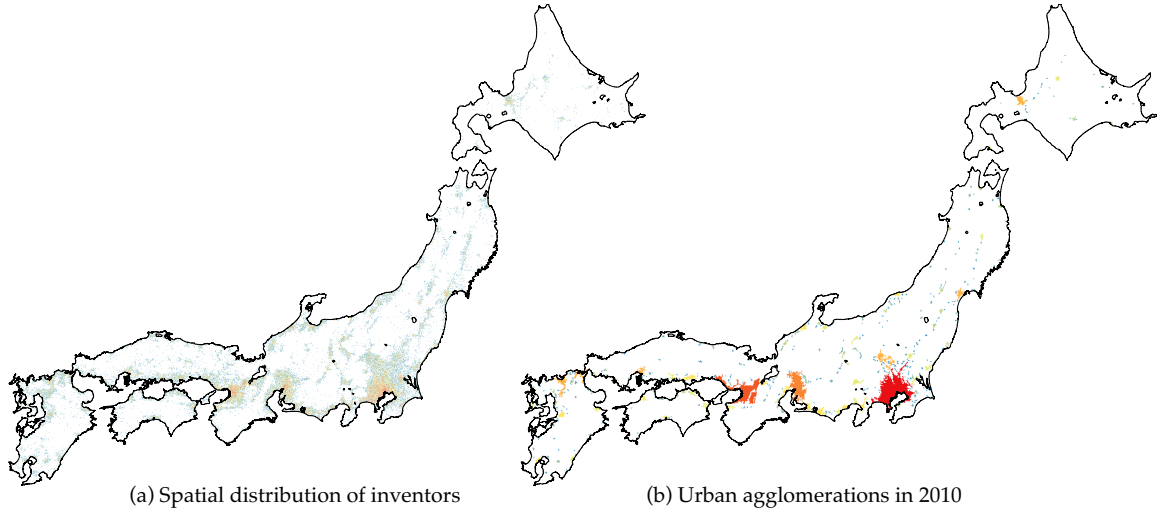 (a) Spatial distribution of inventors
(b) Urban agglomerations in 2010